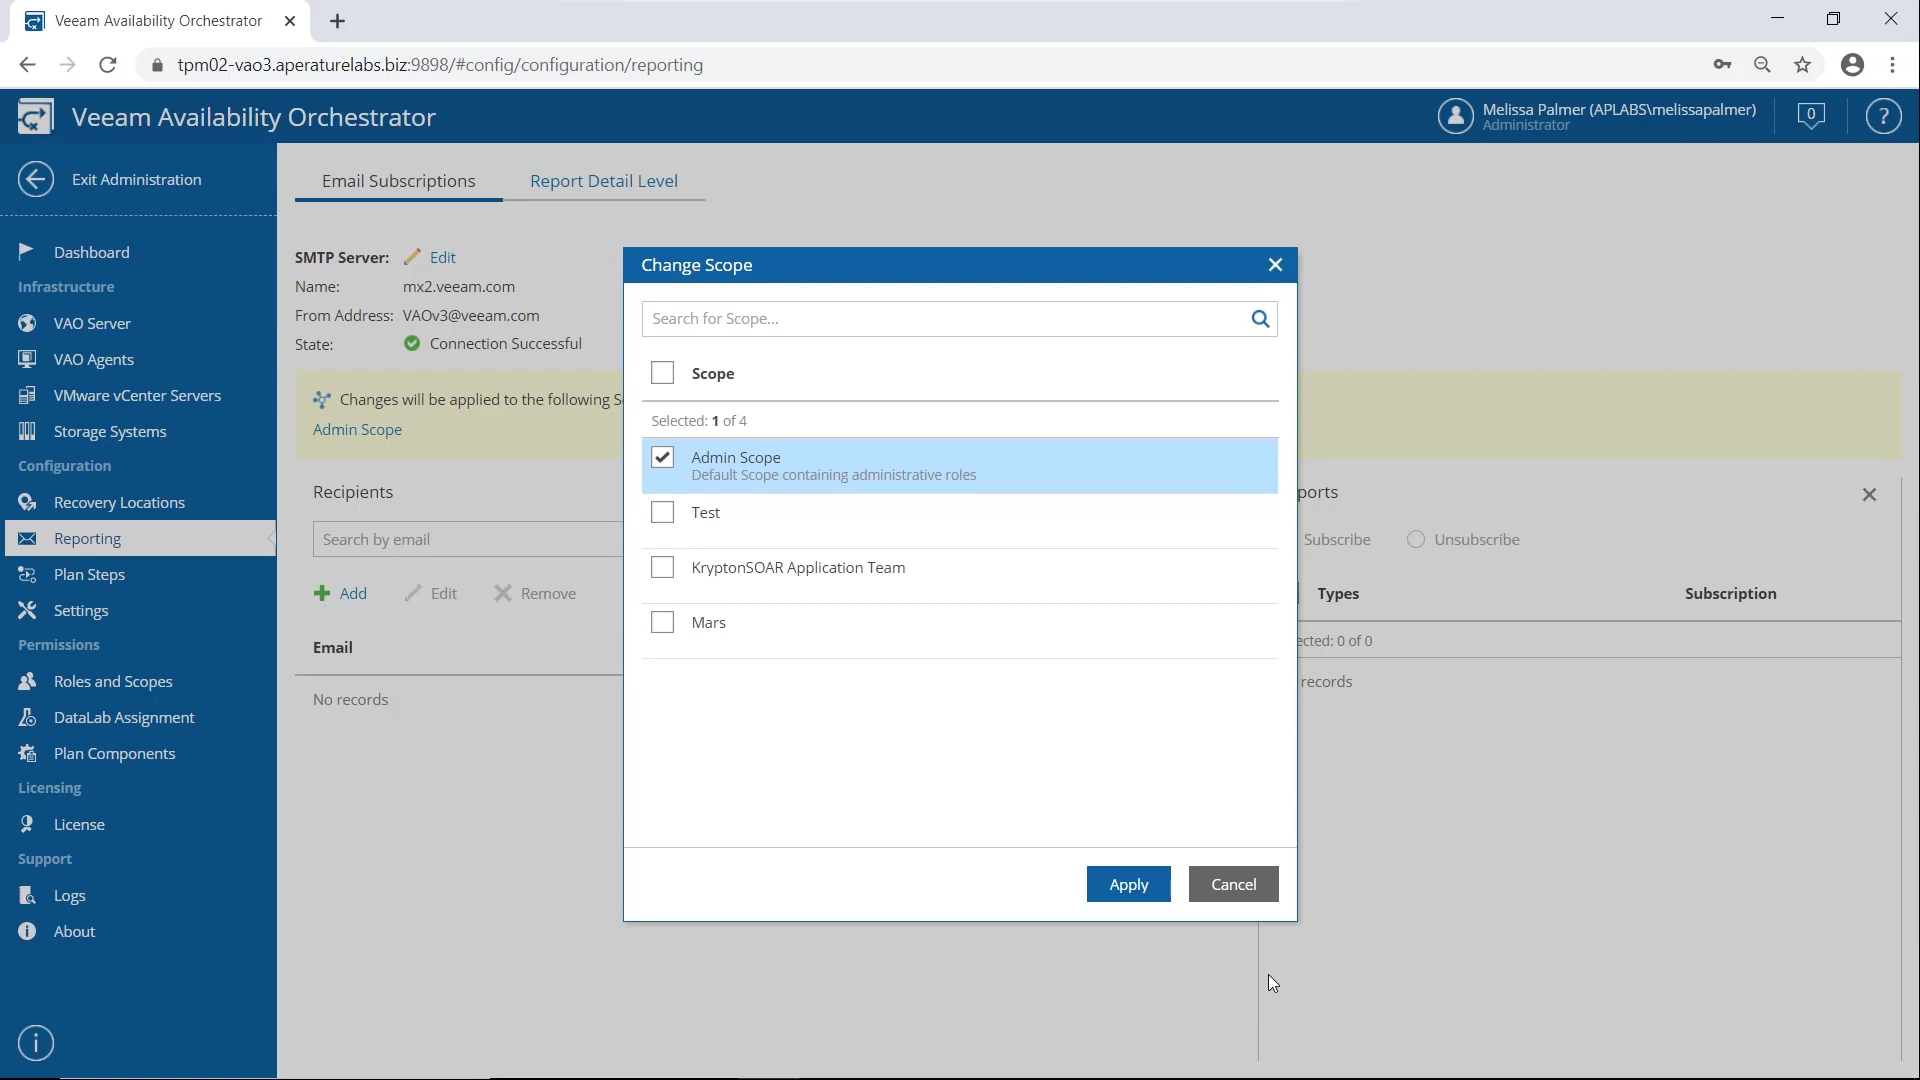 Veeam Availability Orchestrator
tpm02-vao3.aperaturelabs.biz:9898/#config/configuration/reporting
Veeam Availability Orchestrator
Melissa Palmer (APLABS\melissapalmer)
Administrator
0
?
Exit Administration
Dashboard
Infrastructure
VAO Server
VAO Agents
VMware vCenter Servers
Storage Systems
Configuration
Recovery Locations
Reporting
Plan Steps
Settings
Permissions
Roles and Scopes
DataLab Assignment
Plan Components
Licensing
License
Support
Logs
About
Email Subscriptions
Report Detail Level
SMTP Server: Edit
Name: mx2.veeam.com
From Address: VAOv3@veeam.com
State: Connection Successful
Changes will be applied to the following S
Admin Scope
Recipients
Search by email
Add Edit Remove
Email
No records
Change Scope
Search for Scope...
Scope
Selected: 1 of 4
Admin Scope
Default Scope containing administrative roles
Test
KryptonSOAR Application Team
Mars
Apply Cancel
ports
Subscribe Unsubscribe
Types Subscription
ected: 0 of 0
records